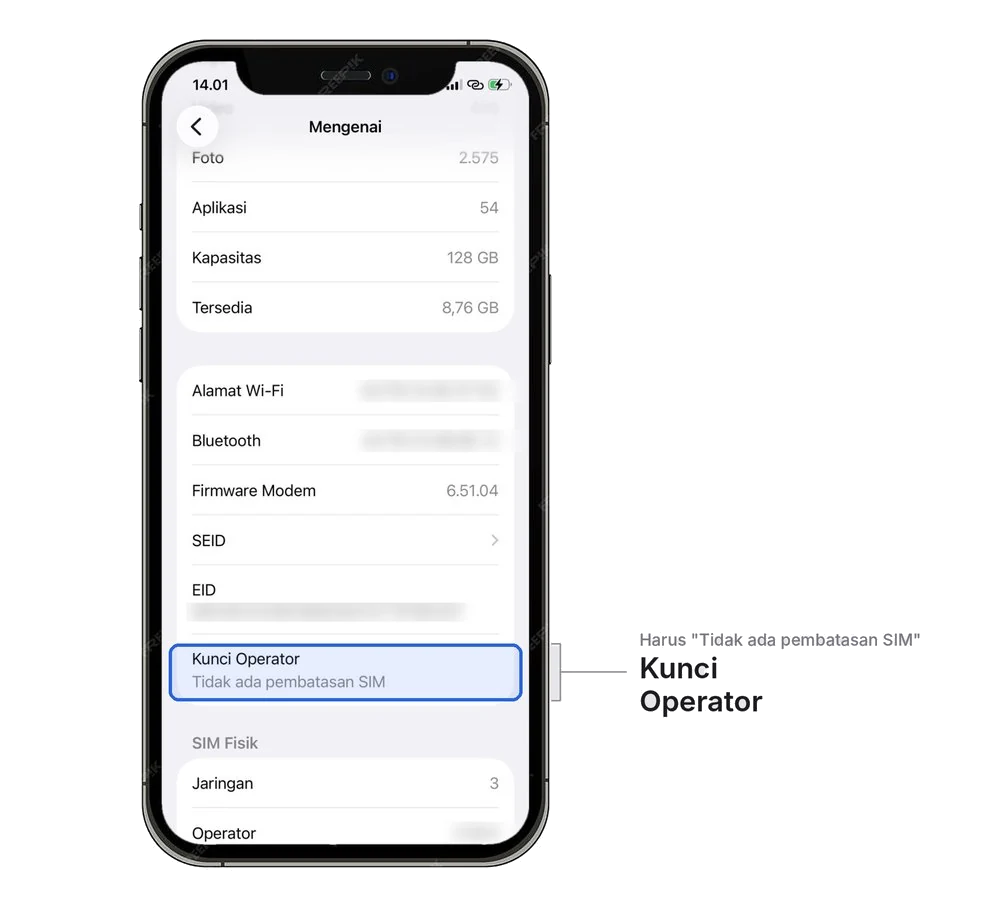 14.01
Mengenai
Foto 2.575
Aplikasi 54
Kapasitas 128 GB
Tersedia 8,76 GB
Alamat Wi-Fi
Bluetooth
Firmware Modem 6.51.04
SEID
EID
Kunci Operator
Tidak ada pembatasan SIM
Harus "Tidak ada pembatasan SIM"
Kunci
Operator
SIM Fisik
Jaringan 3
Operator